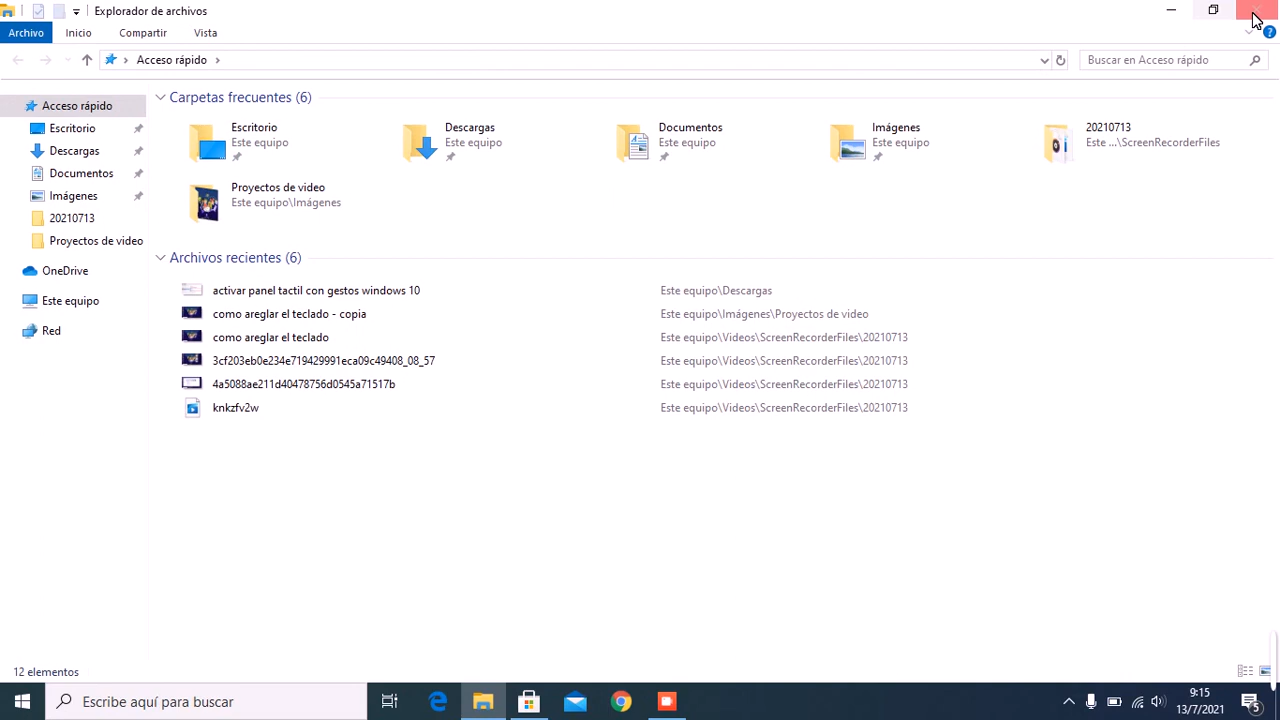 Explorador de archivos
Archivo Inicio Compartir Vista
Acceso rápido
Buscar en Acceso rápido
Acceso rápido
Escritorio
Descargas
Documentos
Imágenes
20210713
Proyectos de video
OneDrive
Este equipo
Red
Carpetas frecuentes (6)
Escritorio
Este equipo
Descargas
Este equipo
Documentos
Este equipo
Imágenes
Este equipo
20210713
Este ...\ScreenRecorderFiles
Proyectos de video
Este equipo\Imágenes
Archivos recientes (6)
activar panel tactil con gestos windows 10 Este equipo\Descargas
como areglar el teclado - copia Este equipo\Imágenes\Proyectos de video
como areglar el teclado Este equipo\Videos\ScreenRecorderFiles\20210713
3cf203eb0e234e719429991eca09c49408_08_57 Este equipo\Videos\ScreenRecorderFiles\20210713
4a5088ae211d40478756d0545a71517b Este equipo\Videos\ScreenRecorderFiles\20210713
knkzfv2w Este equipo\Videos\ScreenRecorderFiles\20210713
12 elementos
Escribe aquí para buscar
9:15
13/7/2021
5